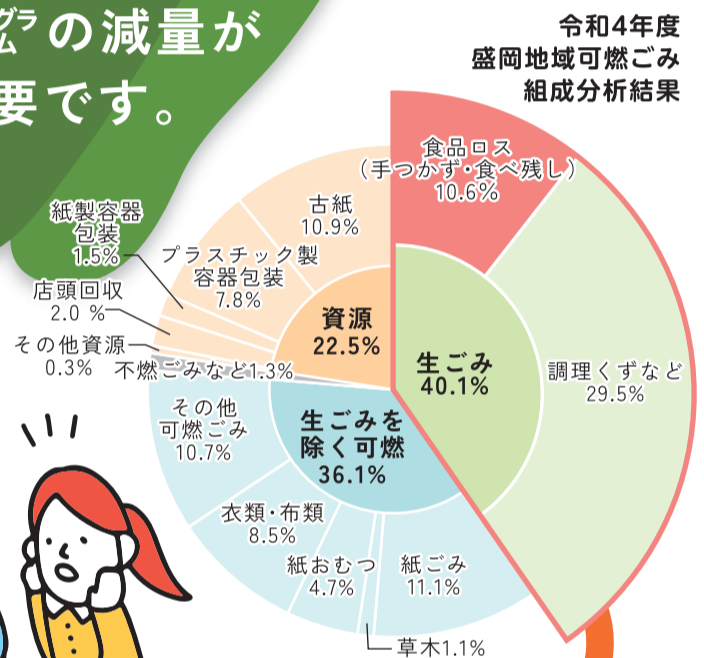 グラ
ム の減量が
要です。
令和4年度
盛岡地域可燃ごみ
組成分析結果
食品ロス
(手つかず・食べ残し)
10.6%
調理くずなど
29.5%
生ごみ
40.1%
資源
22.5%
古紙
10.9%
プラスチック製
容器包装
7.8%
紙製容器
包装
1.5%
店頭回収
2.0 %
その他資源
0.3%
不燃ごみなど1.3%
生ごみを
除く可燃
36.1%
その他
可燃ごみ
10.7%
衣類・布類
8.5%
紙おむつ
4.7%
草木1.1%
紙ごみ
11.1%